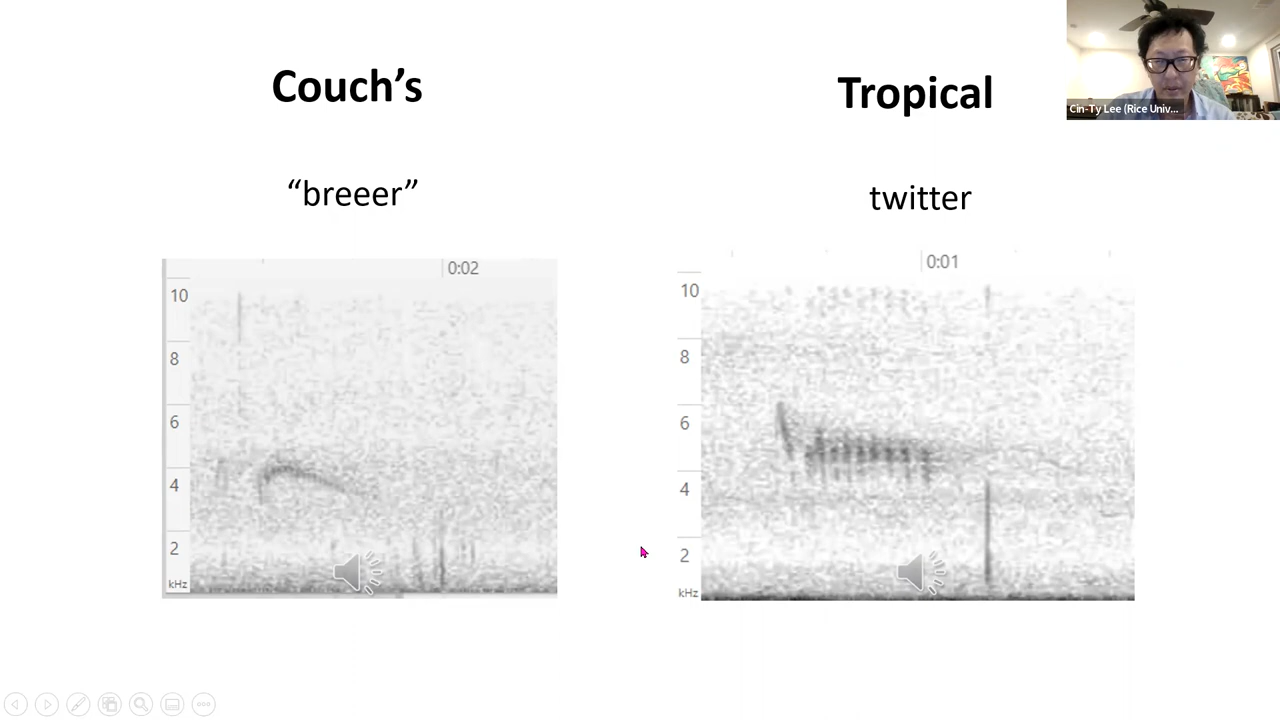 Couch's
Tropical
Cin-Ty Lee (Rice Univ...
“breeer”
twitter
0:02
10
8
6
4
2
kHz
0:01
10
8
6
4
2
kHz